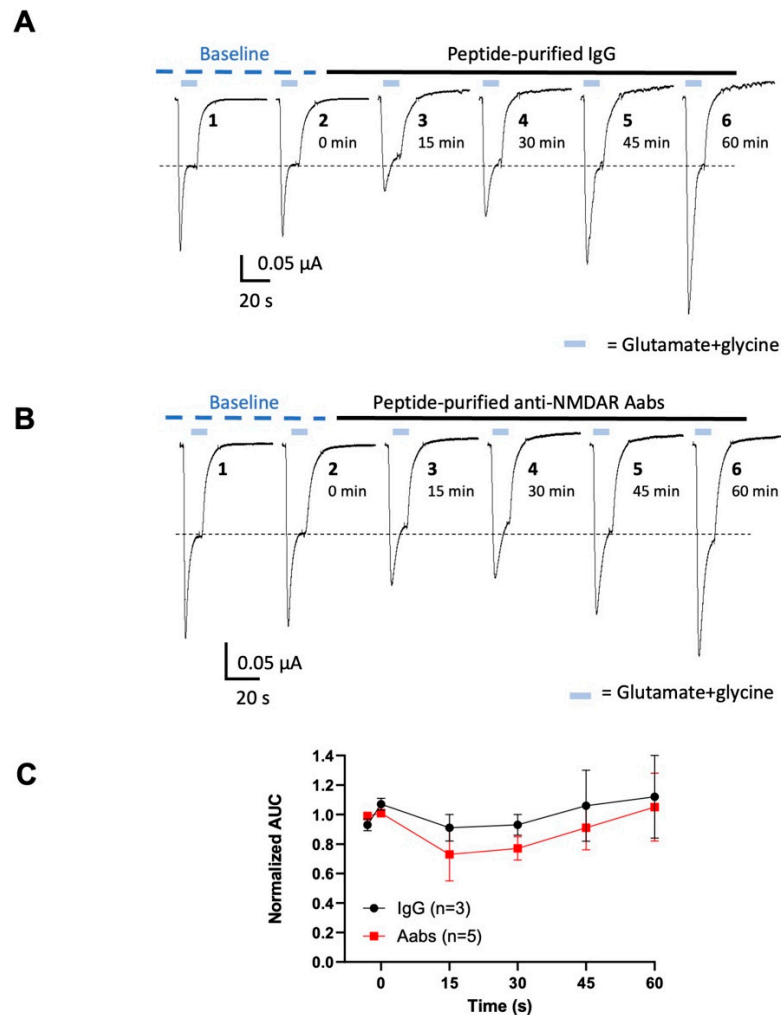 A
Baseline
Peptide-purified IgG
1
2
3
4
5
6
0 min
15 min
30 min
45 min
60 min
0.05 µA
20 s
= Glutamate+glycine
B
Baseline
Peptide-purified anti-NMDAR Aabs
1
2
3
4
5
6
0 min
15 min
30 min
45 min
60 min
0.05 µA
20 s
= Glutamate+glycine
C
Normalized AUC
1.4
1.2
1.0
0.8
0.6
0.4
0.2
0.0
IgG (n=3)
Aabs (n=5)
0 15 30 45 60
Time (s)